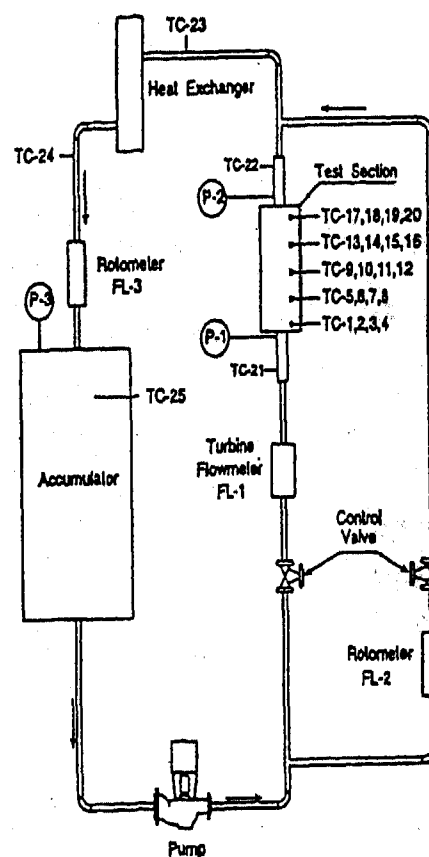 TC-23
Heat Exchanger
TC-24
TC-22
Test Section
P-2
TC-17,18,19,20
TC-13,14,15,16
Rotometer
FL-3
TC-9,10,11,12
TC-5,6,7,8
P-3
P-1
TC-1,2,3,4
TC-21
TC-25
Turbine
Flowmeter
FL-1
Accumulator
Control
Valve
Rotometer
FL-2
Pump